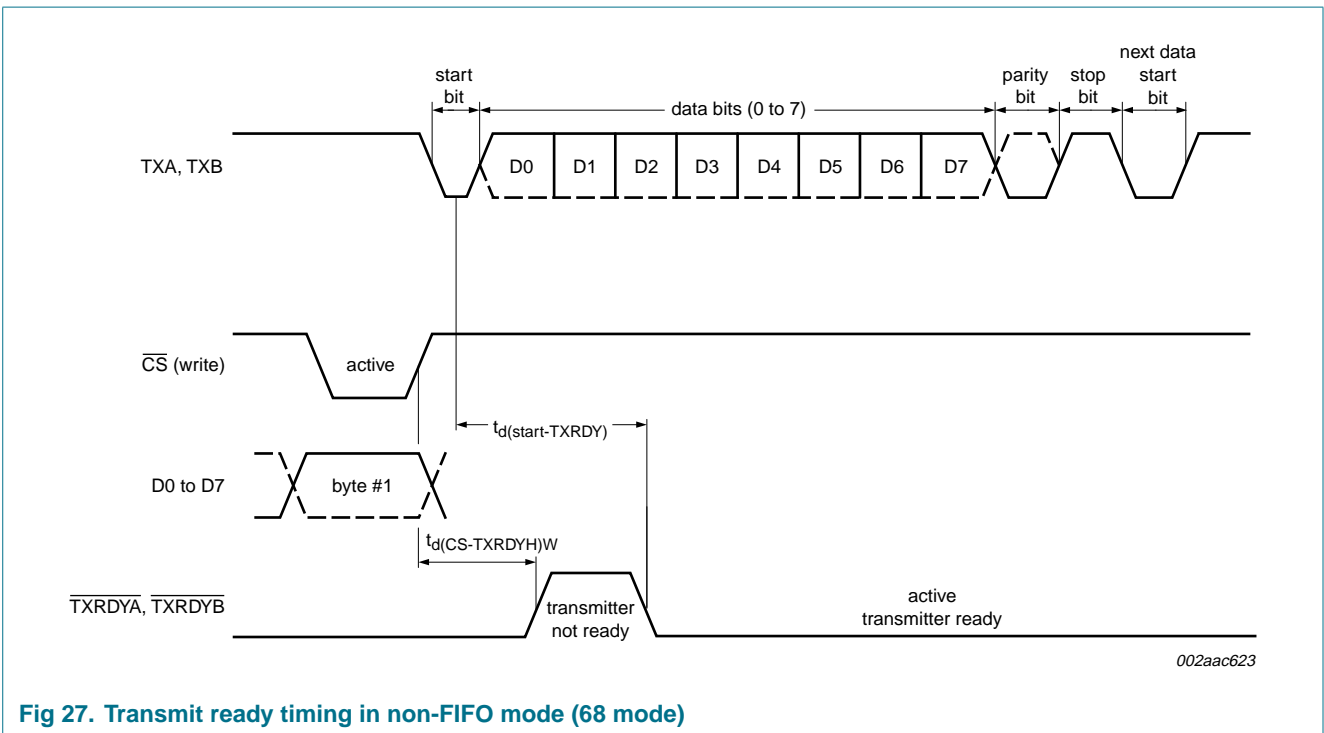 next data
start
parity
stop
start
bit
bit
bit
bit
data bits (0 to 7)
TXA, TXB
D0
D1
D2
D3
D4
D5
D6
D7
CS (write)
active
td(start-TXRDY)
D0 to D7
byte #1
td(CS-TXRDYH)W
TXRDYA, TXRDYB
transmitter
not ready
active
transmitter ready
002aac623
Fig 27. Transmit ready timing in non-FIFO mode (68 mode)